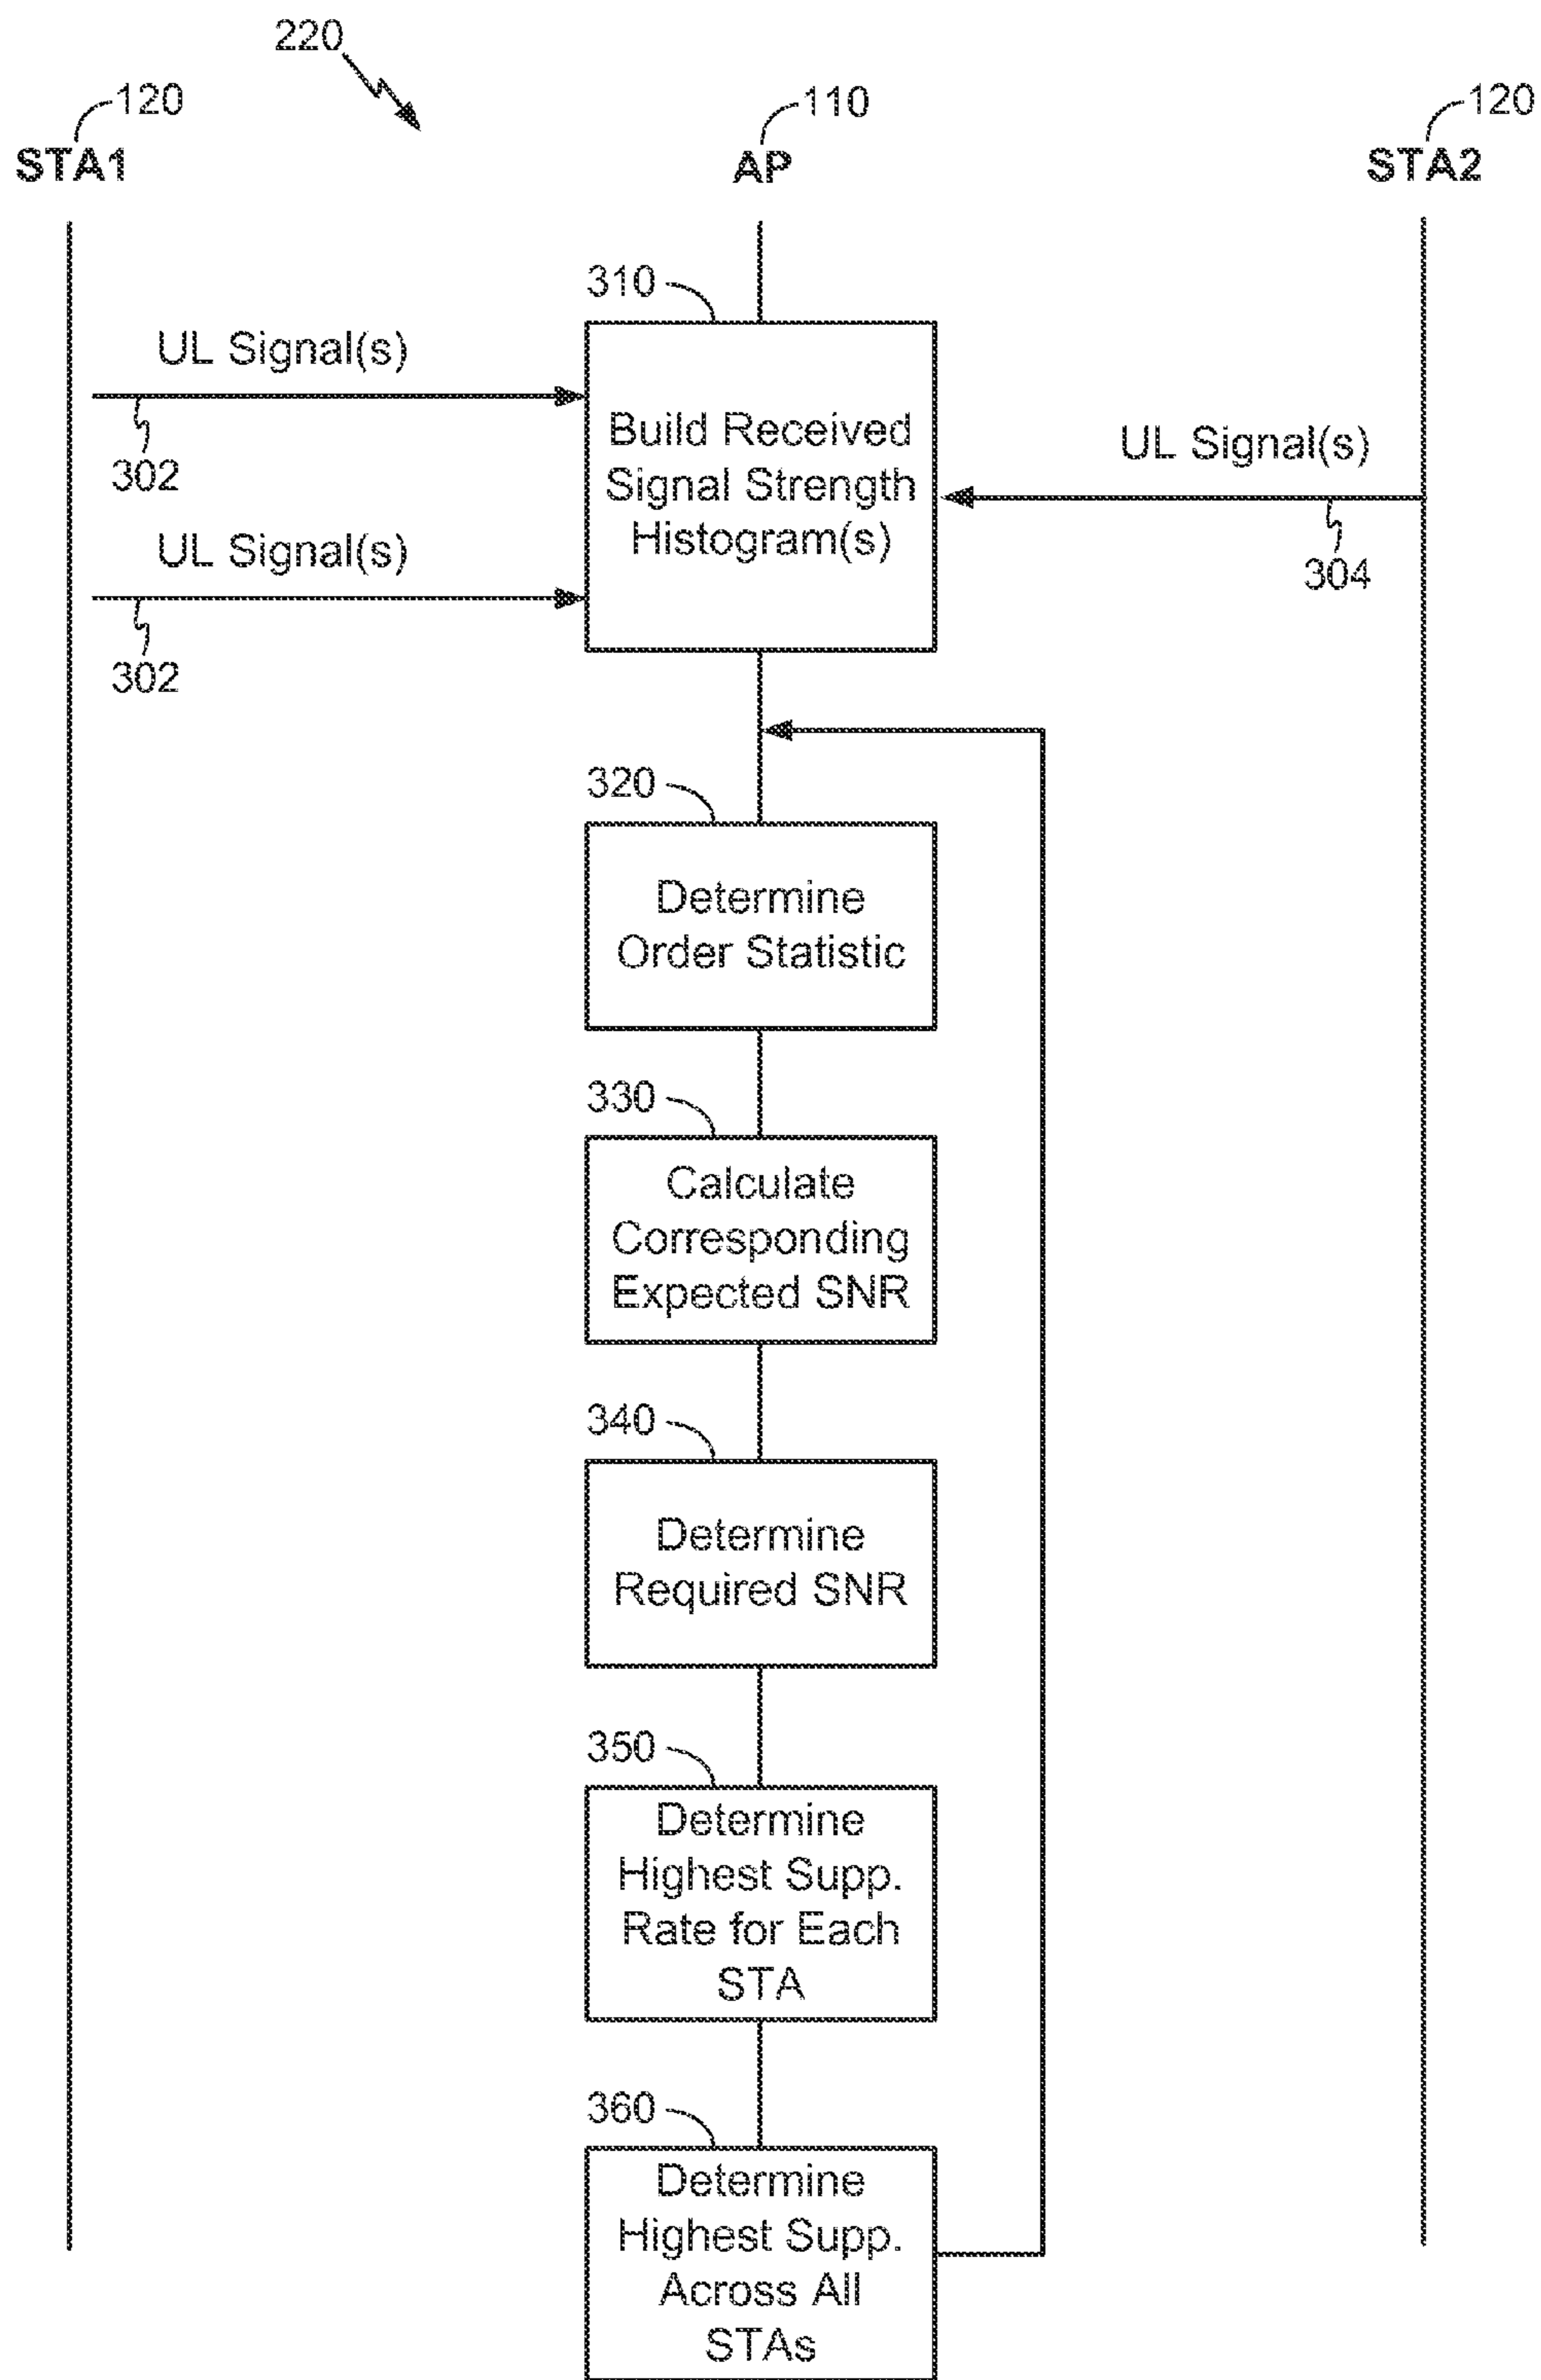 220
120
110
120
STA1
AP
STA2
310
UL Signal(s)
302
UL Signal(s)
302
Build Received
Signal Strength
Histogram(s)
UL Signal(s)
304
320
Determine
Order Statistic
330
Calculate
Corresponding
Expected SNR
340
Determine
Required SNR
350
Determine
Highest Supp.
Rate for Each
STA
360
Determine
Highest Supp.
Across All
STAs